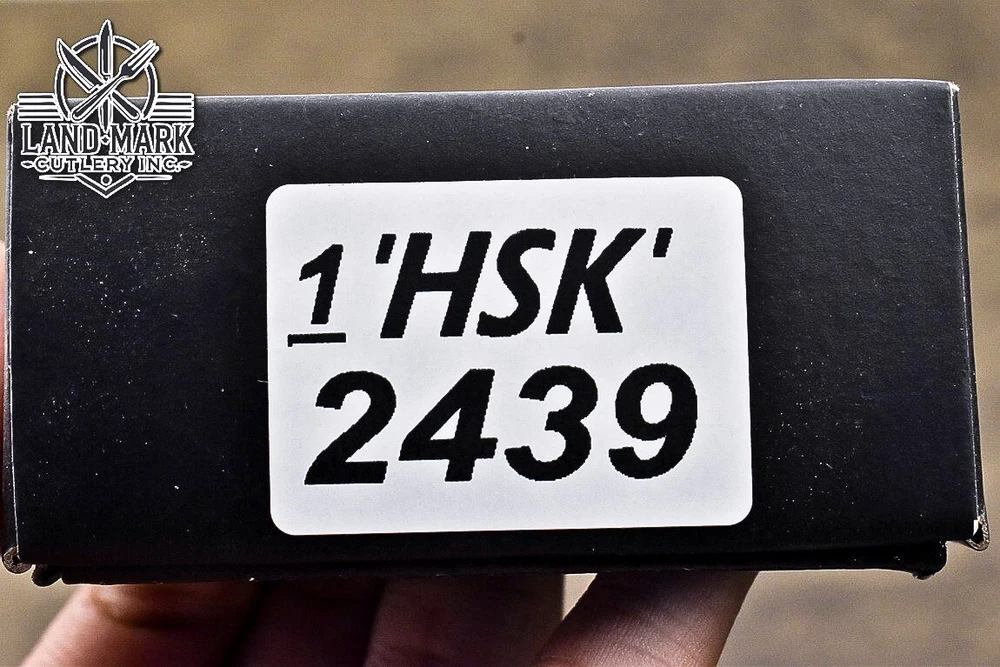 LAND MARK
CUTLERY INC.
1 'HSK'
2439